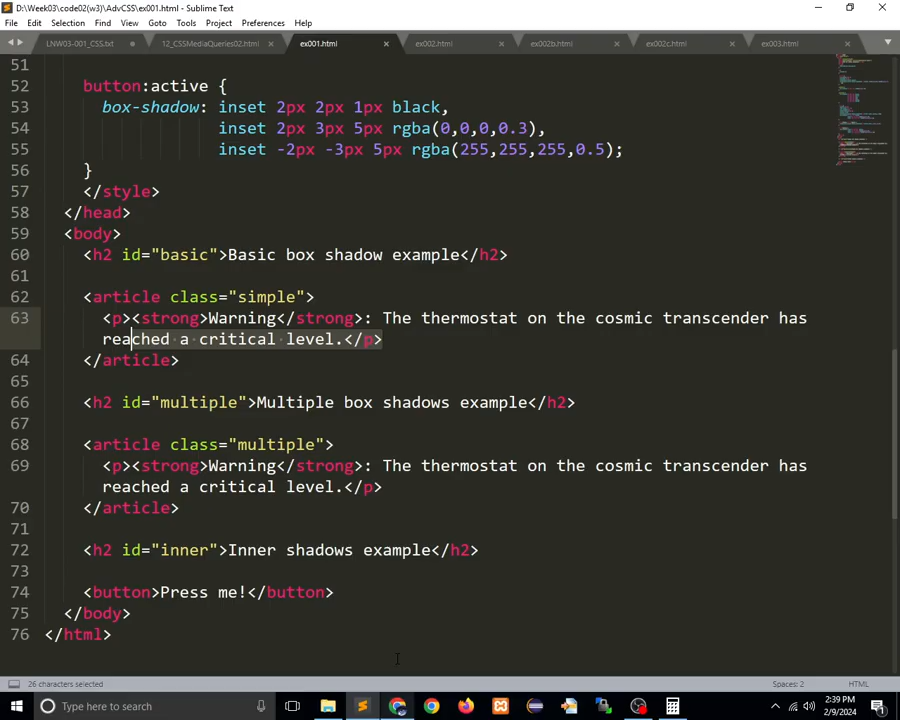 D:\Week03\code02(w3)\AdvCSS\ex001.html - Sublime Text
File Edit Selection Find View Goto Tools Project Preferences Help
LNW03-001_CSS.txt 12_CSSMediaQueries02.html ex001.html ex002.html ex002b.html ex002c.html ex003.html
51
52 button:active {
53 box-shadow: inset 2px 2px 1px black,
54 inset 2px 3px 5px rgba(0,0,0,0.3),
55 inset -2px -3px 5px rgba(255,255,255,0.5);
56 }
57 </style>
58 </head>
59 <body>
60 <h2 id="basic">Basic box shadow example</h2>
61
62 <article class="simple">
63 <p><strong>Warning</strong>: The thermostat on the cosmic transcender has
reached a critical level.</p>
64 </article>
65
66 <h2 id="multiple">Multiple box shadows example</h2>
67
68 <article class="multiple">
69 <p><strong>Warning</strong>: The thermostat on the cosmic transcender has
reached a critical level.</p>
70 </article>
71
72 <h2 id="inner">Inner shadows example</h2>
73
74 <button>Press me!</button>
75 </body>
76 </html>
26 characters selected Spaces: 2 HTML
Type here to search
2:39 PM
2/9/2024